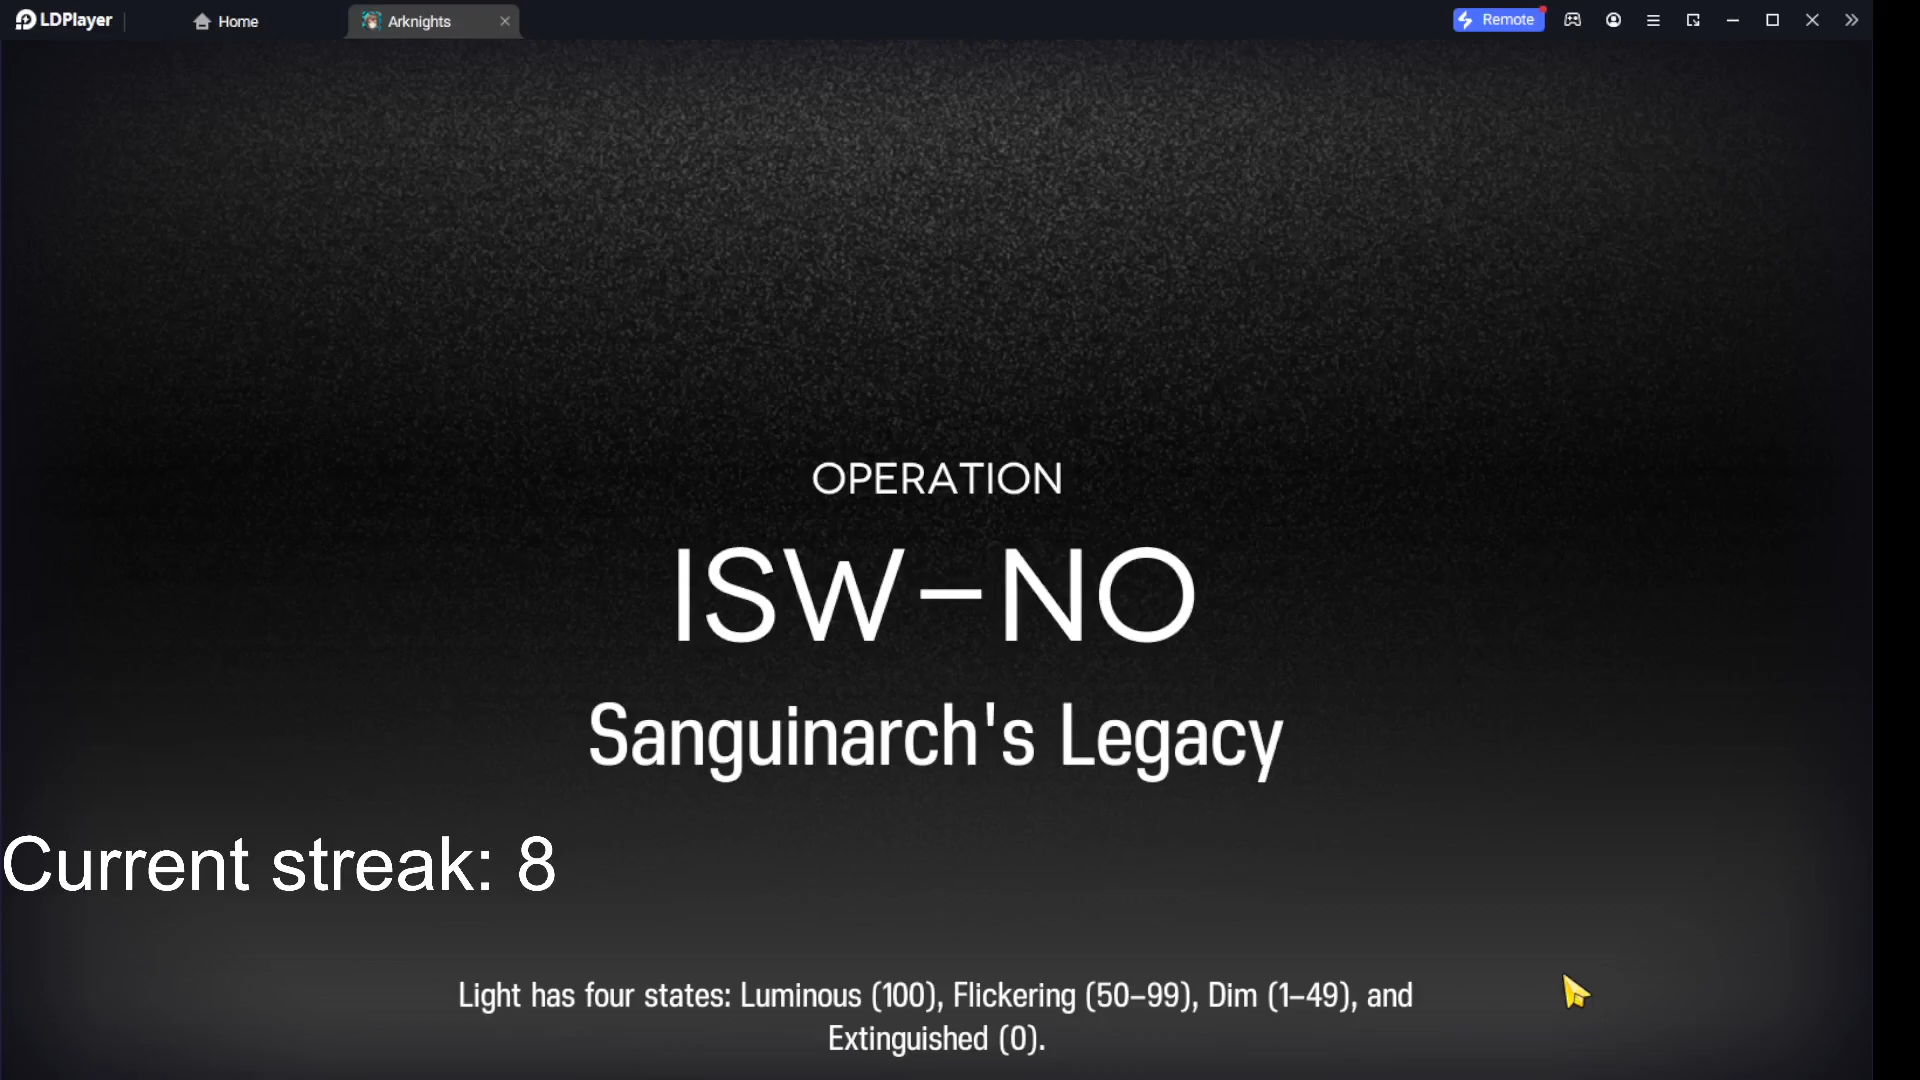 LDPlayer
Home
Arknights
Remote
OPERATION
ISW-NO
Sanguinarch's Legacy
Current streak: 8
Light has four states: Luminous (100), Flickering (50–99), Dim (1–49), and
Extinguished (0).